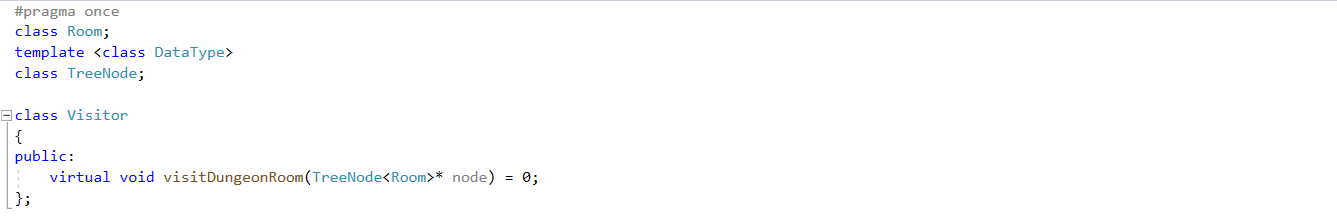 #pragma once
class Room;
template <class DataType>
class TreeNode;
class Visitor
{
public:
    virtual void visitDungeonRoom(TreeNode<Room>* node) = 0;
};